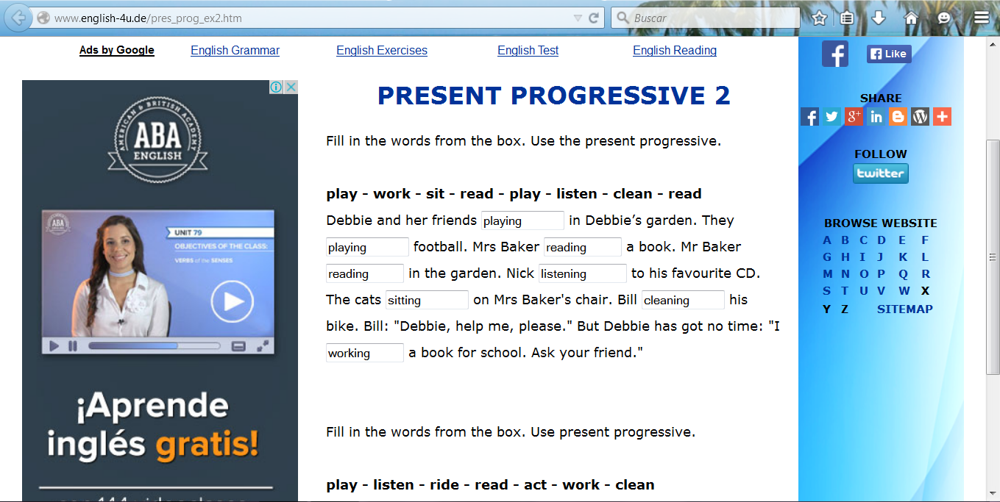 www.english-4u.de/pres_prog_ex2.htm
Buscar
Ads by Google English Grammar English Exercises English Test English Reading
AMERICAN & BRITISH ACADEMY
ABA
ENGLISH
ABA
ENGLISH
UNIT 79
OBJECTIVES OF THE CLASS:
VERBS of the SENSES
¡Aprende
inglés gratis!
PRESENT PROGRESSIVE 2
Fill in the words from the box. Use the present progressive.
play - work - sit - read - play - listen - clean - read
Debbie and her friends playing in Debbie’s garden. They
playing football. Mrs Baker reading a book. Mr Baker
reading in the garden. Nick listening to his favourite CD.
The cats sitting on Mrs Baker's chair. Bill cleaning his
bike. Bill: "Debbie, help me, please." But Debbie has got no time: "I
working a book for school. Ask your friend."
Fill in the words from the box. Use present progressive.
play - listen - ride - read - act - work - clean
f
f Like
SHARE
f g+ in
FOLLOW
twitter
BROWSE WEBSITE
A B C D E F
G H I J K L
M N O P Q R
S T U V W X
Y Z SITEMAP